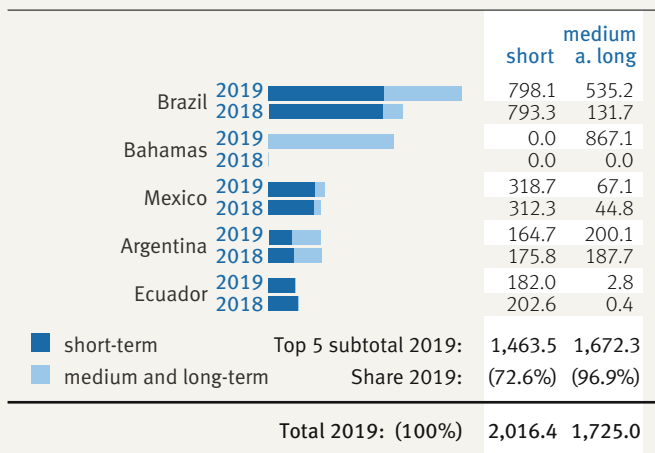 medium
short a. long
Brazil
2019 798.1 535.2
2018 793.3 131.7
Bahamas
2019 0.0 867.1
2018 0.0 0.0
Mexico
2019 318.7 67.1
2018 312.3 44.8
Argentina
2019 164.7 200.1
2018 175.8 187.7
Ecuador
2019 182.0 2.8
2018 202.6 0.4
short-term Top 5 subtotal 2019: 1,463.5 1,672.3
medium and long-term Share 2019: (72.6%) (96.9%)
Total 2019: (100%) 2,016.4 1,725.0